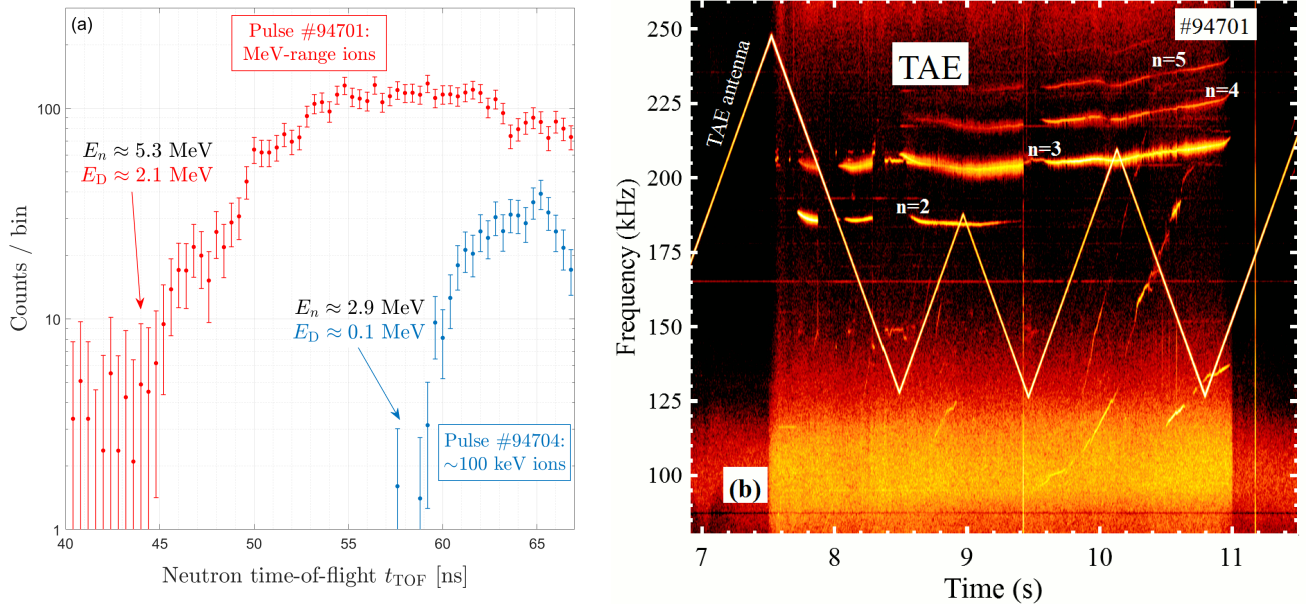 (a)
Pulse #94701:
MeV-range ions
Eₙ ≈ 5.3 MeV
E_D ≈ 2.1 MeV
Eₙ ≈ 2.9 MeV
E_D ≈ 0.1 MeV
Pulse #94704:
~100 keV ions
100
10
1
40
45
50
55
60
65
Counts / bin
Neutron time-of-flight t_TOF [ns]
#94701
TAE
TAE antenna
n=5
n=4
n=3
n=2
(b)
250
225
200
175
150
125
100
7
8
9
10
11
Frequency (kHz)
Time (s)